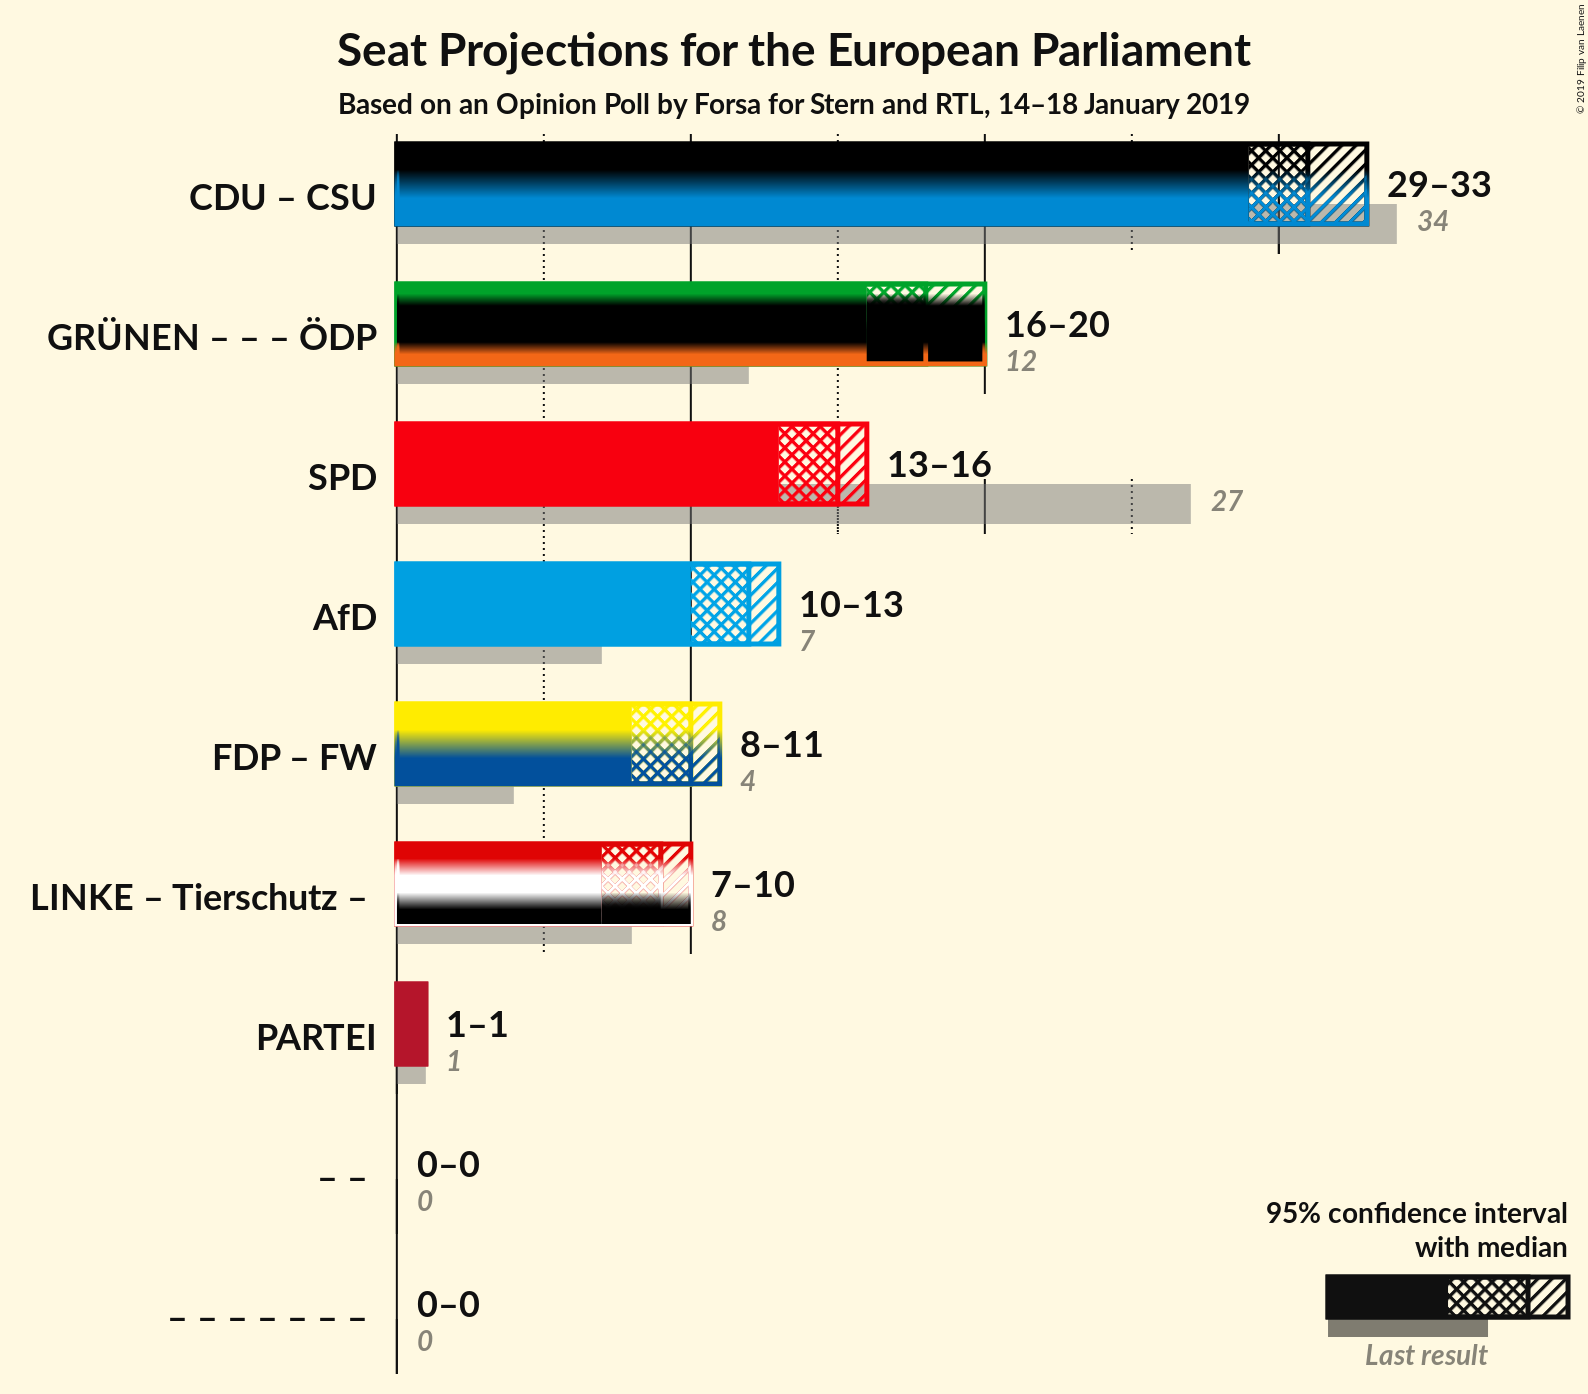 Seat Projections for the European Parliament
Based on an Opinion Poll by Forsa for Stern and RTL, 14–18 January 2019
© 2019 Filip van Laenen
CDU – CSU
29–33
34
GRÜNEN – – – ÖDP
16–20
12
SPD
13–16
27
AfD
10–13
7
FDP – FW
8–11
4
LINKE – Tierschutz –
7–10
8
PARTEI
1–1
1
– –
0–0
0
– – – – – – –
0–0
0
95% confidence interval
with median
Last result